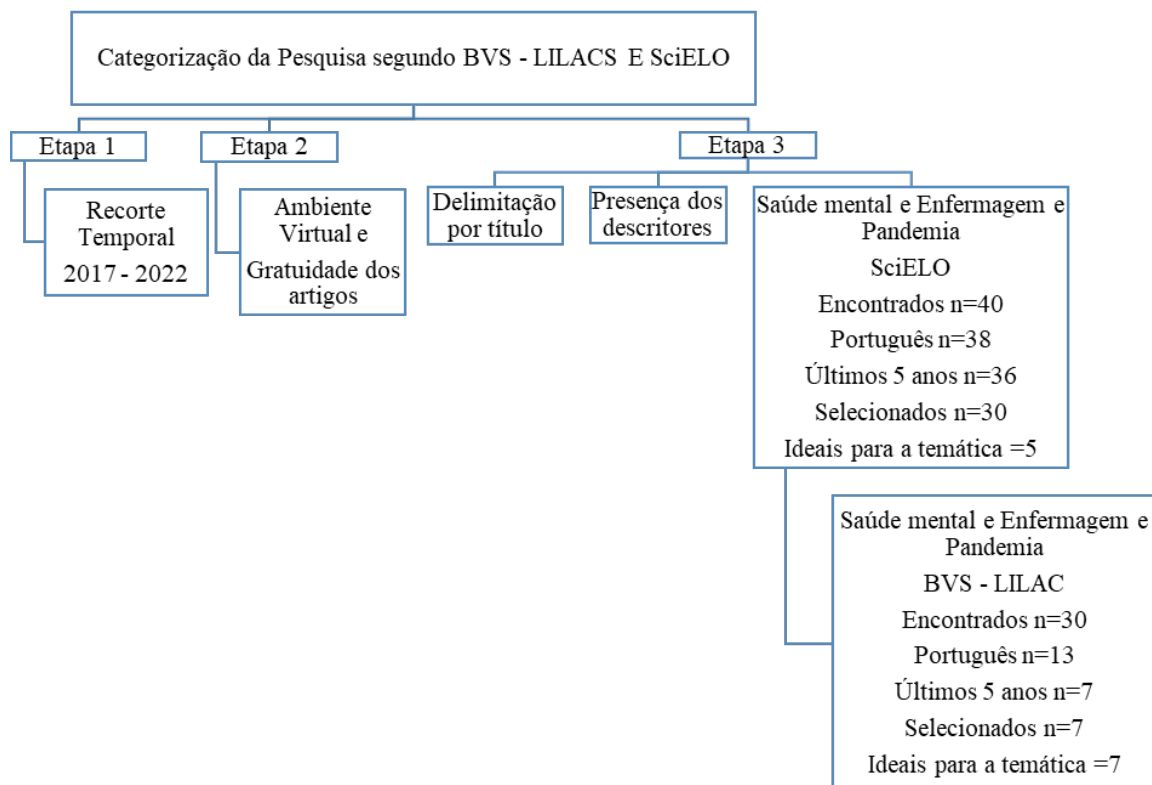 Categorização da Pesquisa segundo BVS - LILACS E SciELO
Etapa 1
Etapa 2
Etapa 3
Recorte
Temporal
2017 - 2022
Ambiente
Virtual e
Gratuidade dos
artigos
Delimitação
por título
Presença dos
descritores
Saúde mental e Enfermagem e
Pandemia
SciELO
Encontrados n=40
Português n=38
Últimos 5 anos n=36
Selecionados n=30
Ideais para a temática =5
Saúde mental e Enfermagem e
Pandemia
BVS - LILAC
Encontrados n=30
Português n=13
Últimos 5 anos n=7
Selecionados n=7
Ideais para a temática =7